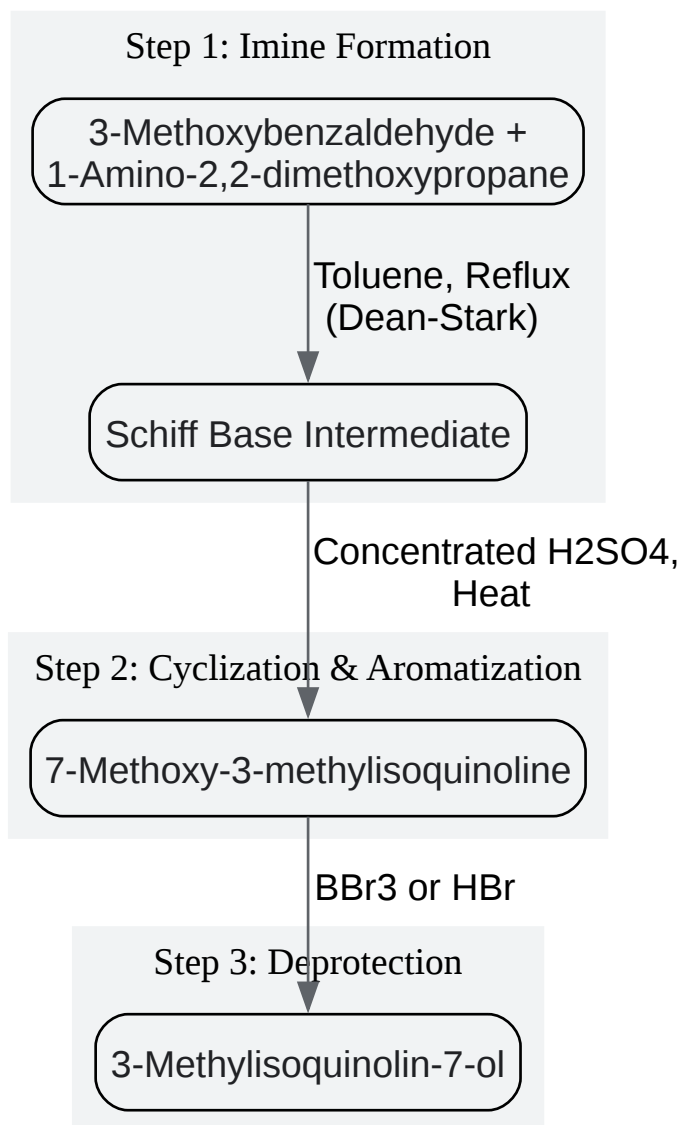 Step 1: Imine Formation
3-Methoxybenzaldehyde +
1-Amino-2,2-dimethoxypropane
Toluene, Reflux
(Dean-Stark)
Schiff Base Intermediate
Concentrated H2SO4,
Heat
Step 2: Cyclization & Aromatization
7-Methoxy-3-methylisoquinoline
BBr3 or HBr
Step 3: Deprotection
3-Methylisoquinolin-7-ol